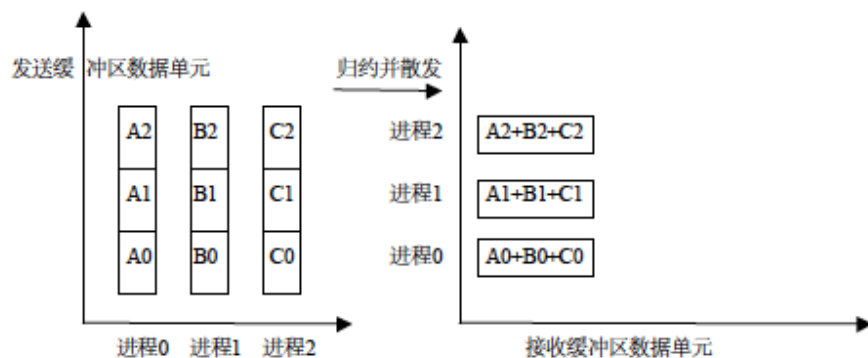 发送缓 冲区数据单元
归约并散发
A2 B2 C2
A1 B1 C1
A0 B0 C0
进程0 进程1 进程2
进程2 A2+B2+C2
进程1 A1+B1+C1
进程0 A0+B0+C0
接收缓冲区数据单元